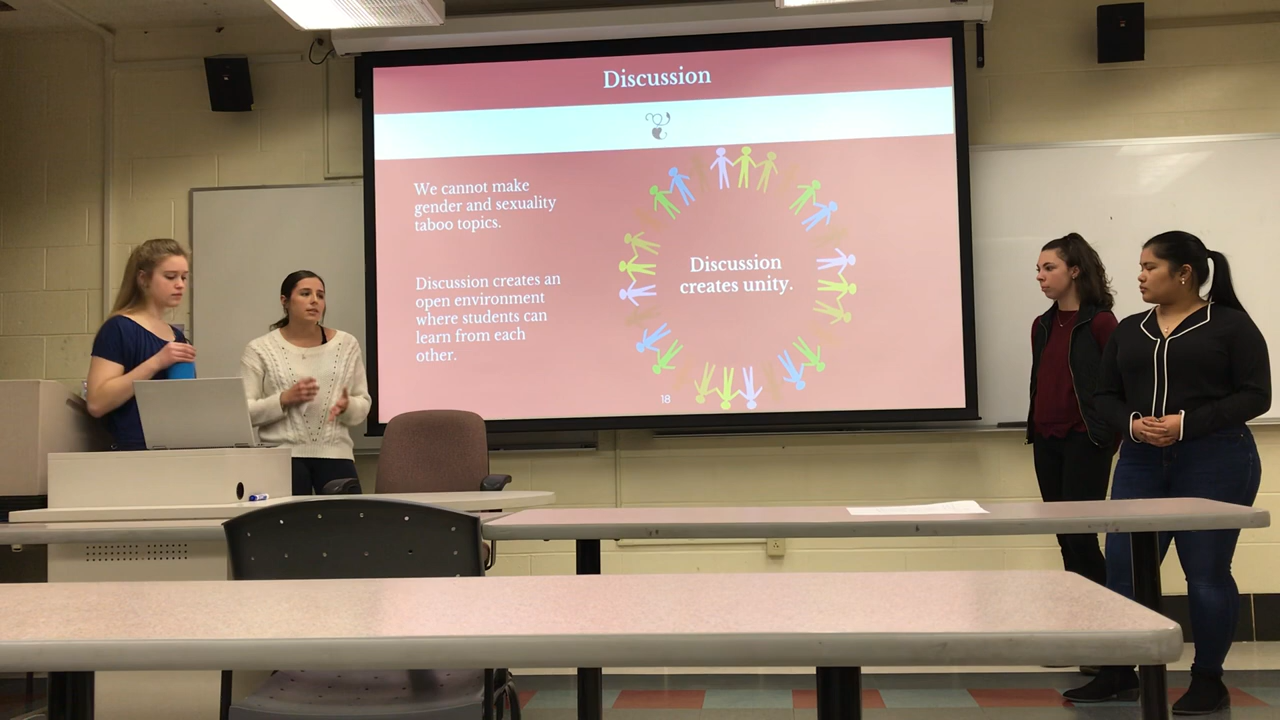 Discussion
We cannot make
gender and sexuality
taboo topics.
Discussion creates an
open environment
where students can
learn from each
other.
Discussion
creates unity.
18